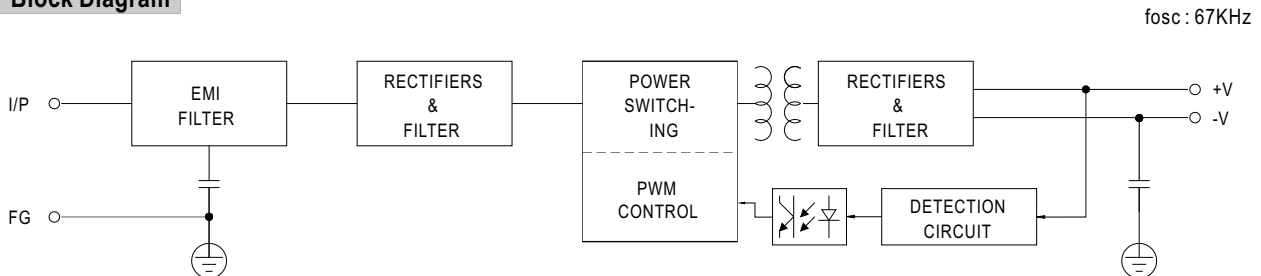 Block Diagram
fosc : 67KHz
I/P
EMI
FILTER
RECTIFIERS
&
FILTER
POWER
SWITCH-
ING
PWM
CONTROL
RECTIFIERS
&
FILTER
+V
-V
DETECTION
CIRCUIT
FG